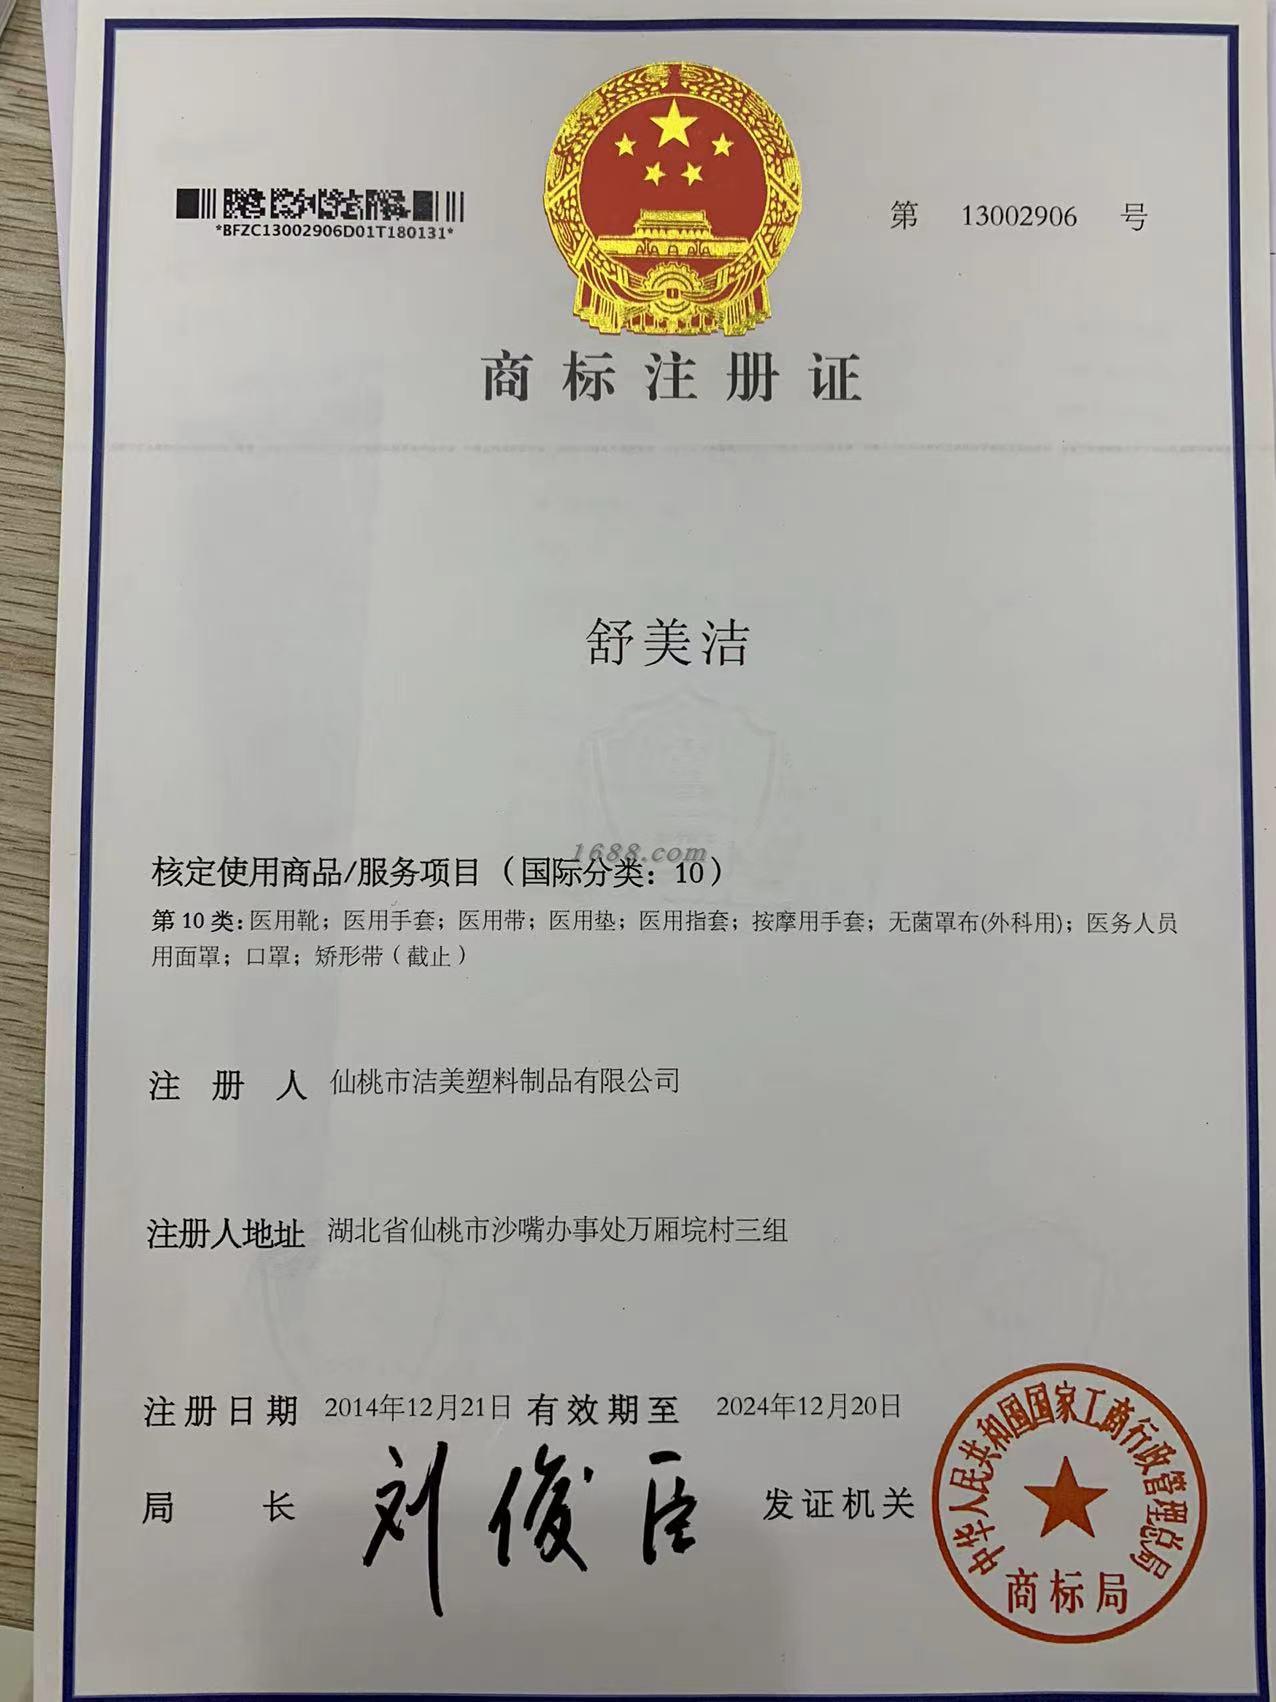 *BFZC13002906D01T180131*
第 13002906 号
商标注册证
舒美洁
1688.com
核定使用商品/服务项目（国际分类：10）
第10类：医用靴；医用手套；医用带；医用垫；医用指套；按摩用手套；无菌罩布(外科用)；医务人员
用面罩；口罩；矫形带（截止）
注册人 仙桃市洁美塑料制品有限公司
注册人地址 湖北省仙桃市沙嘴办事处万厢垸村三组
注册日期 2014年12月21日 有效期至 2024年12月20日
局长 刘俊臣 发证机关
中华人民共和国国家工商行政管理总局
商标局